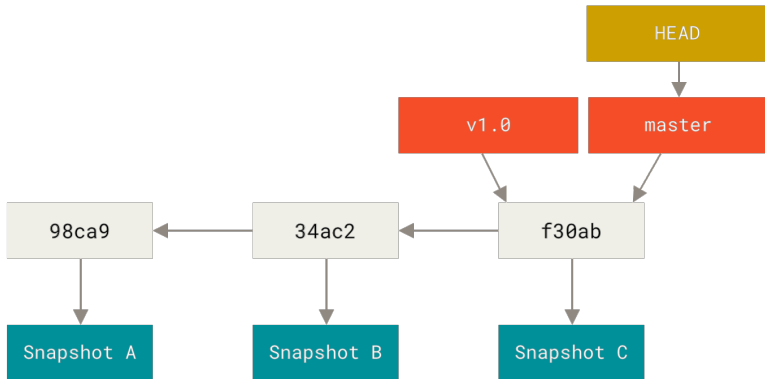 HEAD
v1.0
master
98ca9
34ac2
f30ab
Snapshot A
Snapshot B
Snapshot C